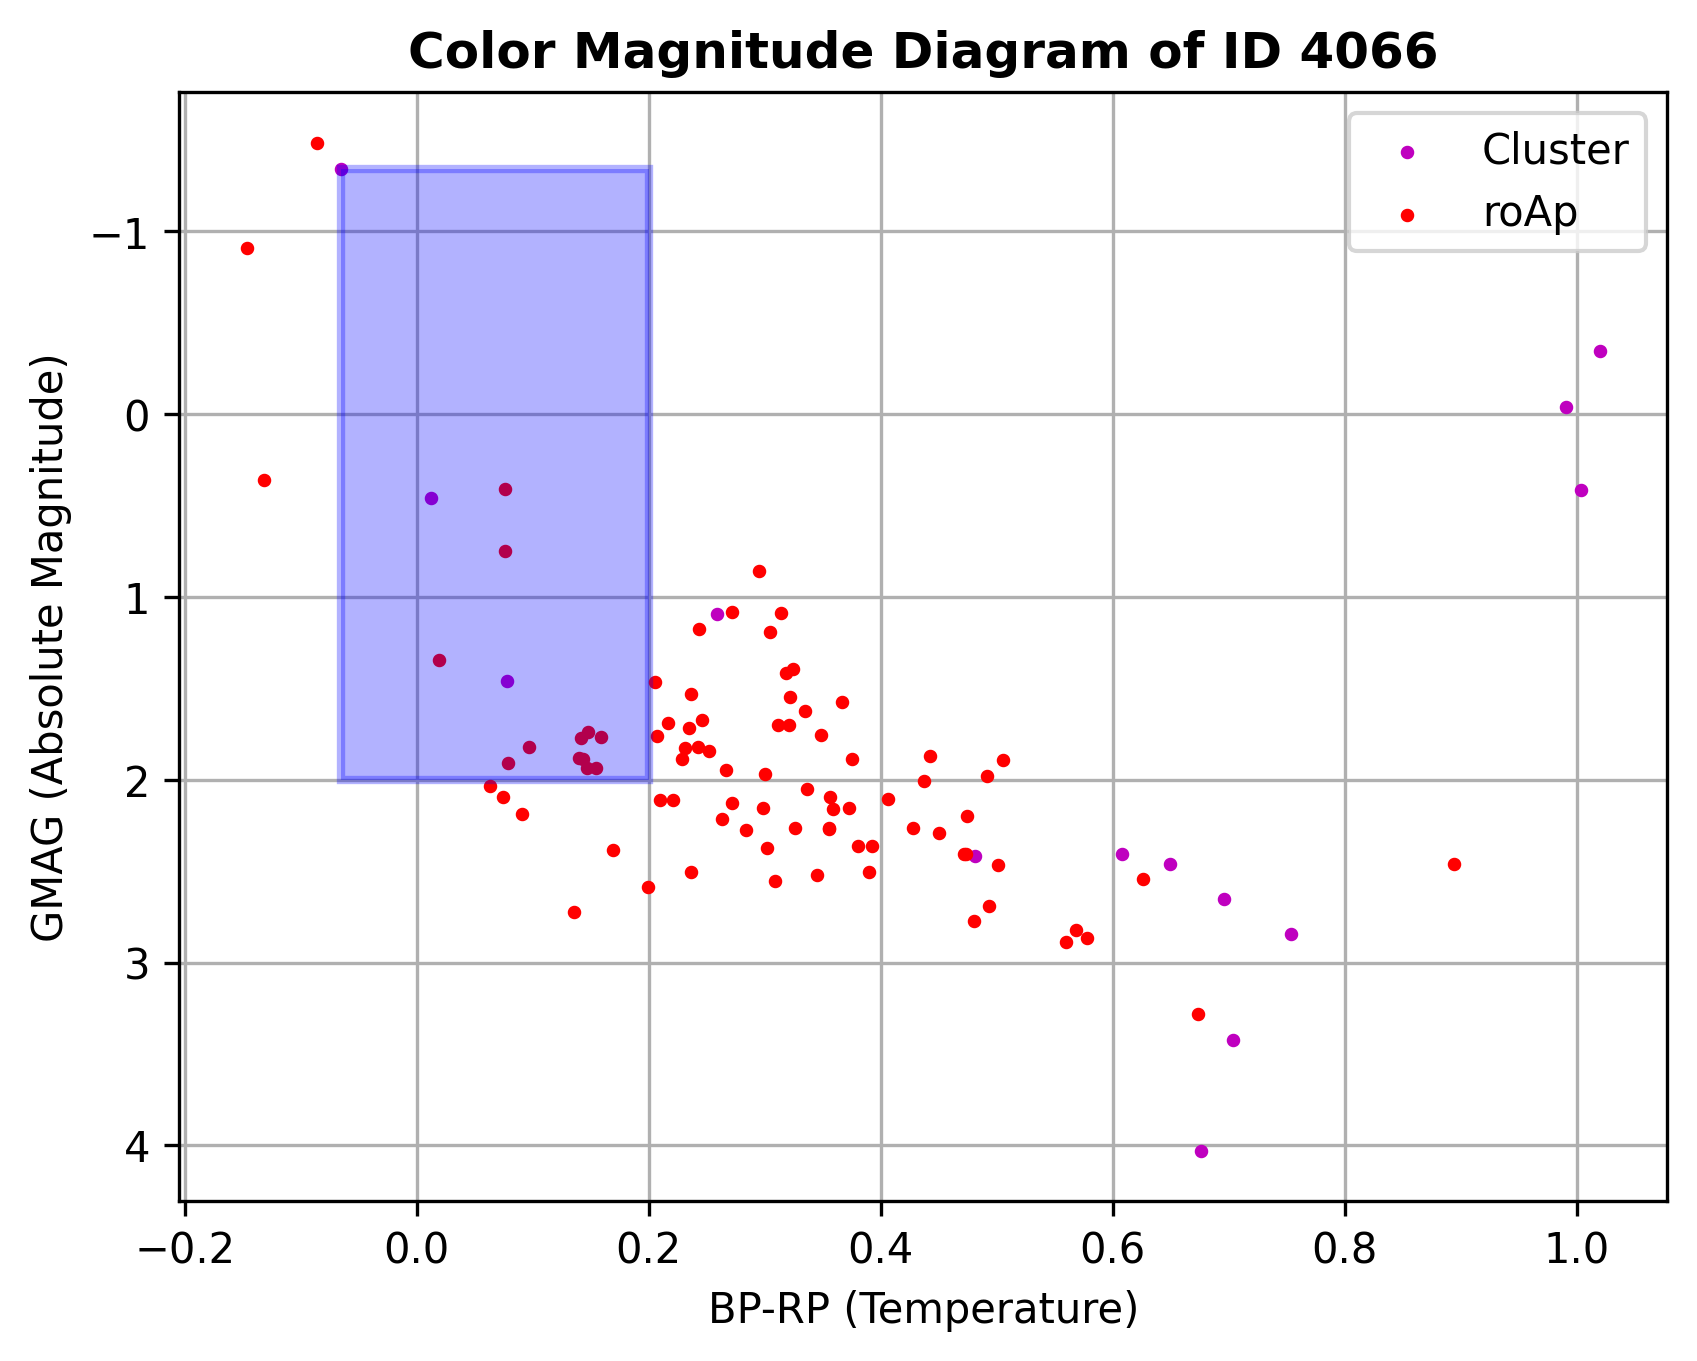 Color Magnitude Diagram of ID 4066
Cluster
roAp
GMAG (Absolute Magnitude)
−1
0
1
2
3
4
−0.2 0.0 0.2 0.4 0.6 0.8 1.0
BP-RP (Temperature)